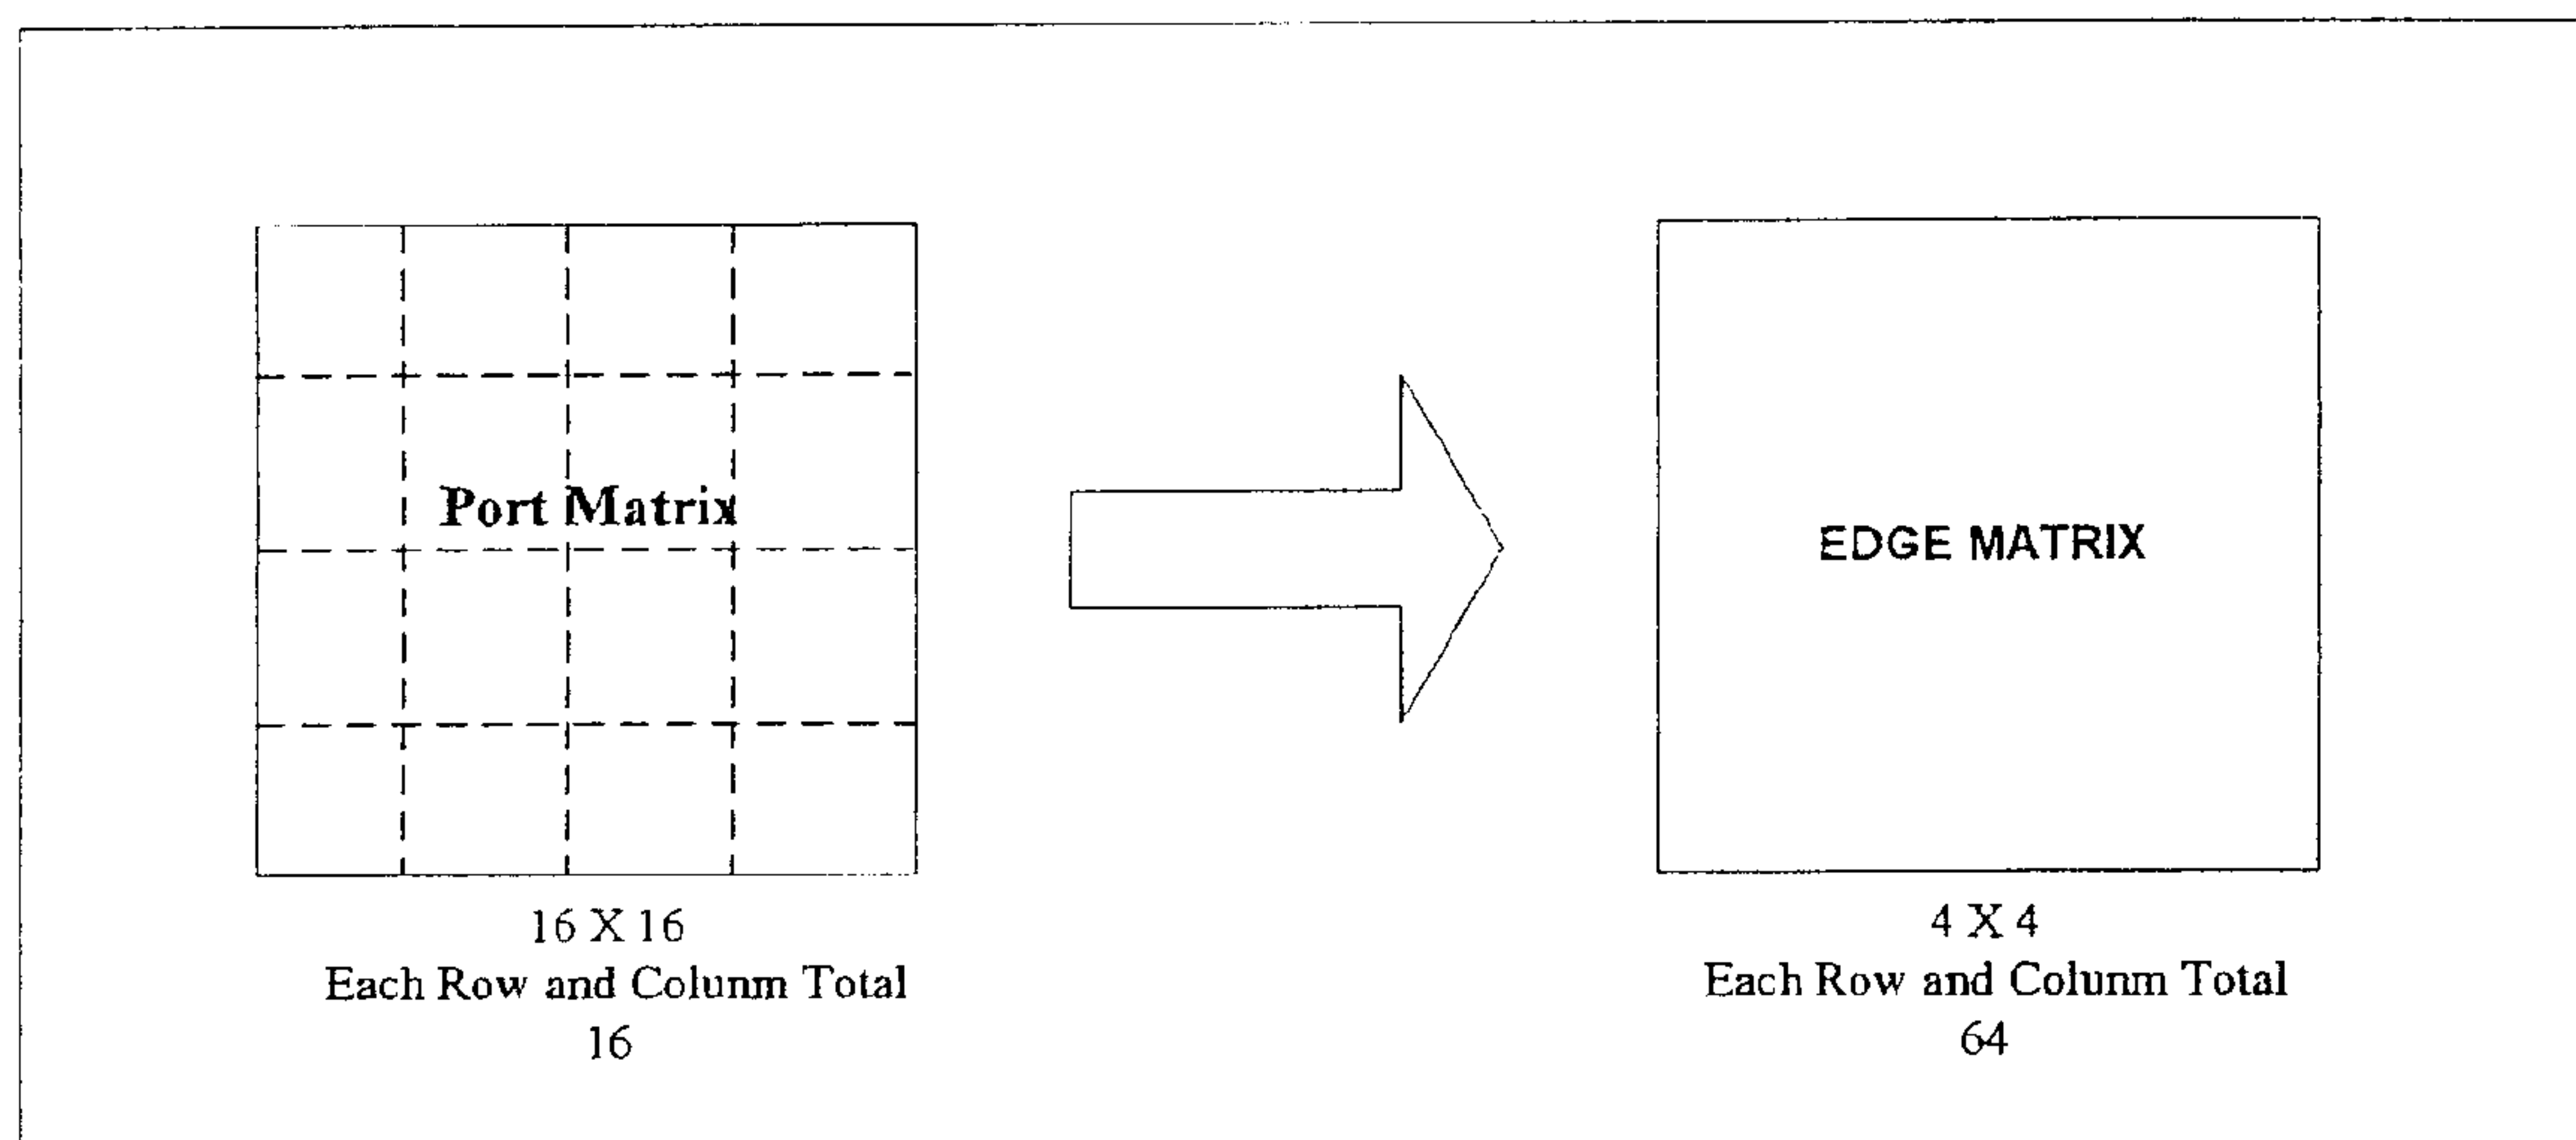 Port Matrix
16 X 16
Each Row and Colunm Total
16
EDGE MATRIX
4 X 4
Each Row and Colunm Total
64